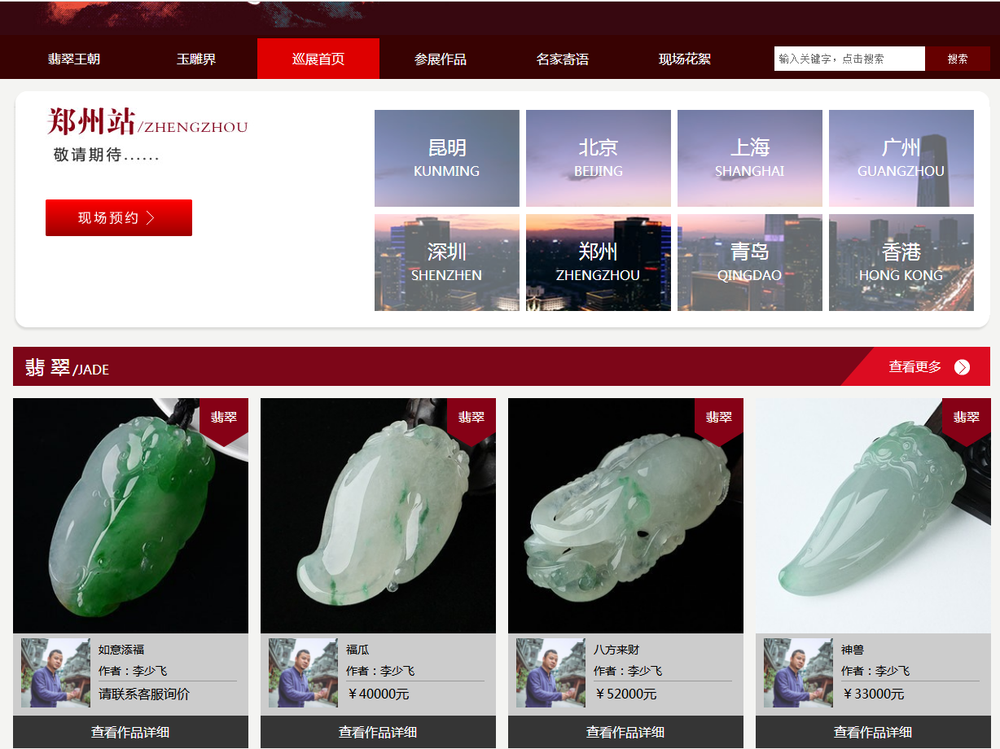 翡翠王朝
玉雕界
巡展首页
参展作品
名家寄语
现场花絮
输入关键字，点击搜索
搜索
郑州站/ZHENGZHOU
敬请期待......
现场预约
昆明
KUNMING
北京
BEIJING
上海
SHANGHAI
广州
GUANGZHOU
深圳
SHENZHEN
郑州
ZHENGZHOU
青岛
QINGDAO
香港
HONG KONG
翡 翠/JADE
查看更多
翡翠
翡翠
翡翠
翡翠
如意添福
作者：李少飞
请联系客服询价
查看作品详细
福瓜
作者：李少飞
￥40000元
查看作品详细
八方来财
作者：李少飞
￥52000元
查看作品详细
神兽
作者：李少飞
￥33000元
查看作品详细